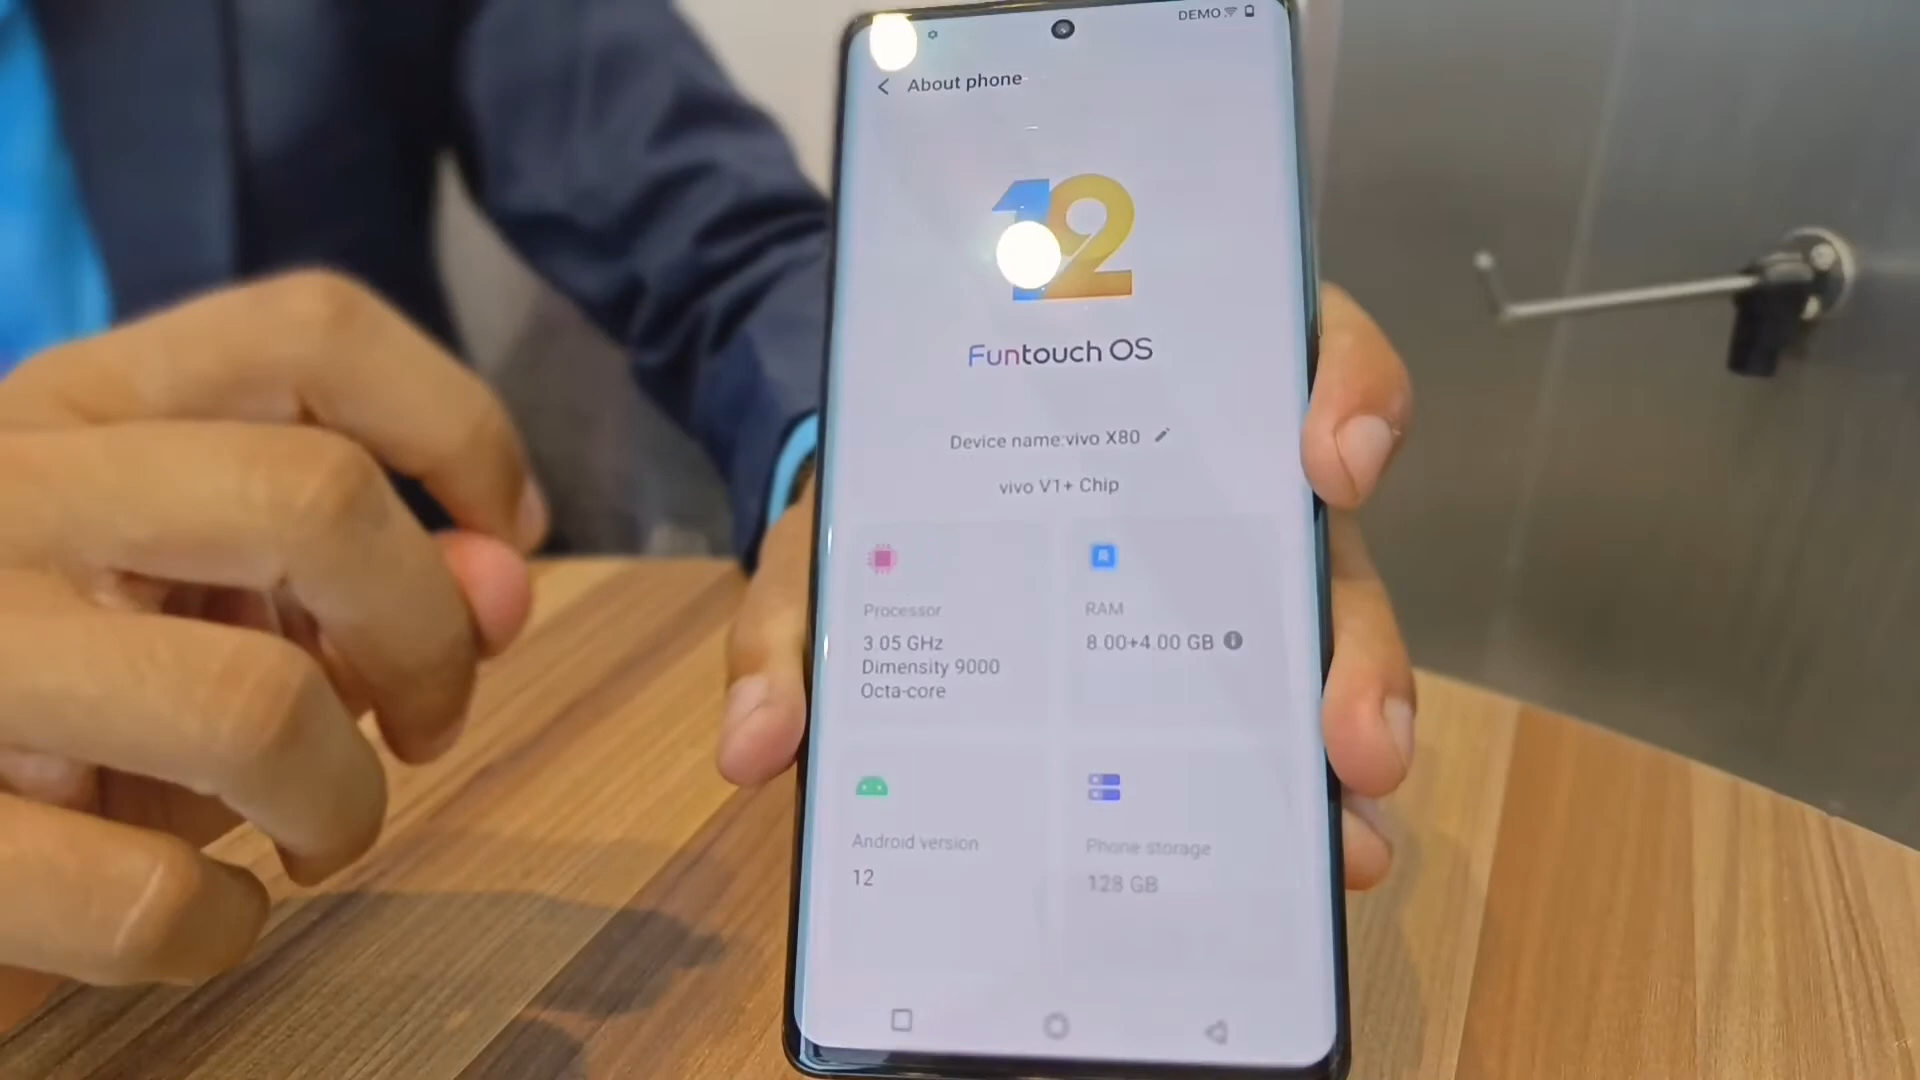 DEMO
About phone
12
Funtouch OS
Device name:vivo X80
vivo V1+ Chip
Processor
3.05 GHz
Dimensity 9000
Octa-core
RAM
8.00+4.00 GB
Android version
12
Phone storage
128 GB